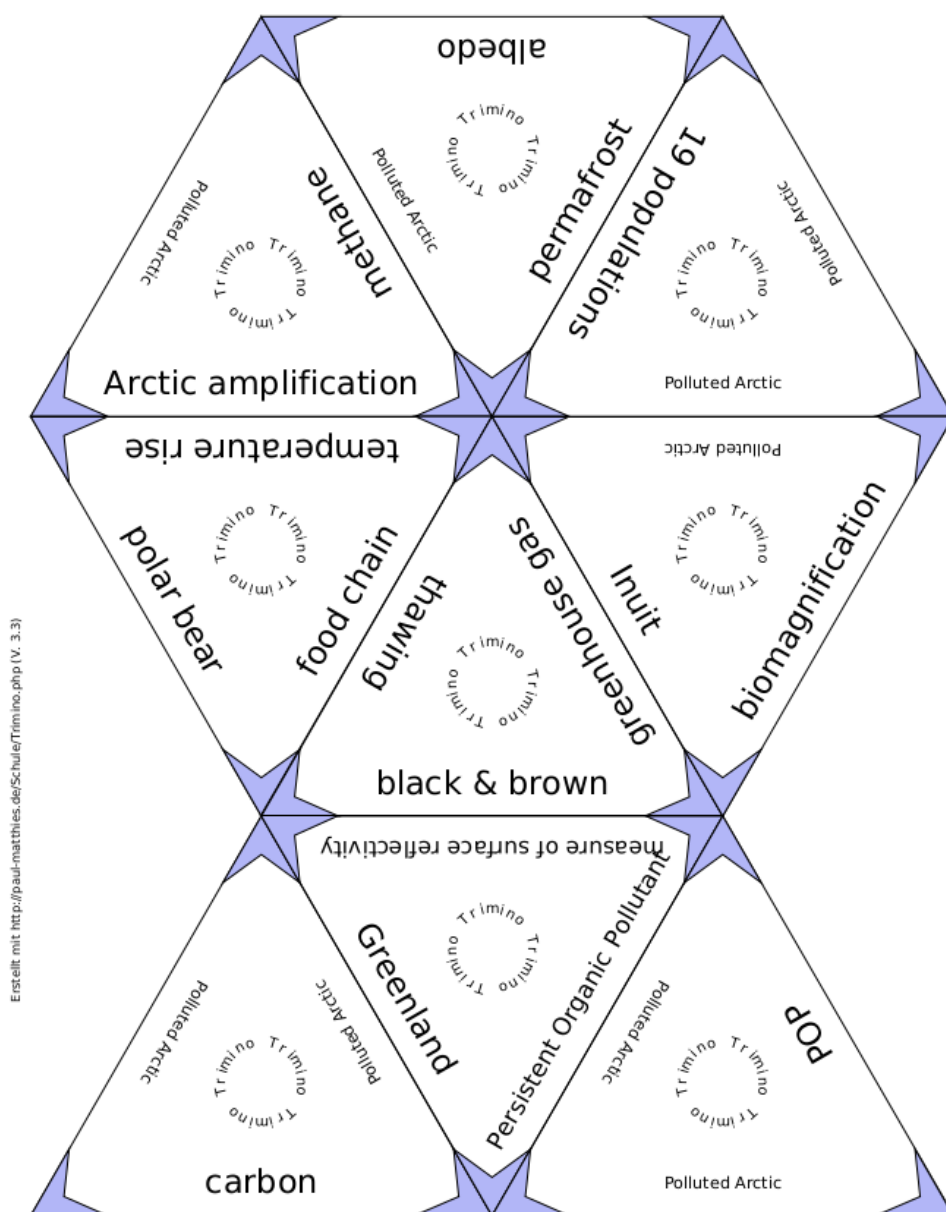 albedo
Trimino Trimino Trimino
Polluted Arctic
permafrost
Polluted Arctic
methane
Trimino Trimino Trimino
Arctic amplification
19 populations
Polluted Arctic
Trimino Trimino Trimino
Polluted Arctic
temperature rise
Trimino Trimino Trimino
polar bear
food chain
thawing
greenhouse gas
Trimino Trimino Trimino
black & brown
Polluted Arctic
Trimino Trimino Trimino
Inuit
biomagnification
measure of surface reflectivity
Trimino Trimino Trimino
Greenland
Persistent Organic Pollutant
Polluted Arctic
Polluted Arctic
Trimino Trimino Trimino
carbon
Polluted Arctic
POP
Trimino Trimino Trimino
Polluted Arctic
Erstellt mit http://paul-matthies.de/Schule/Trimino.php (V. 3.3)